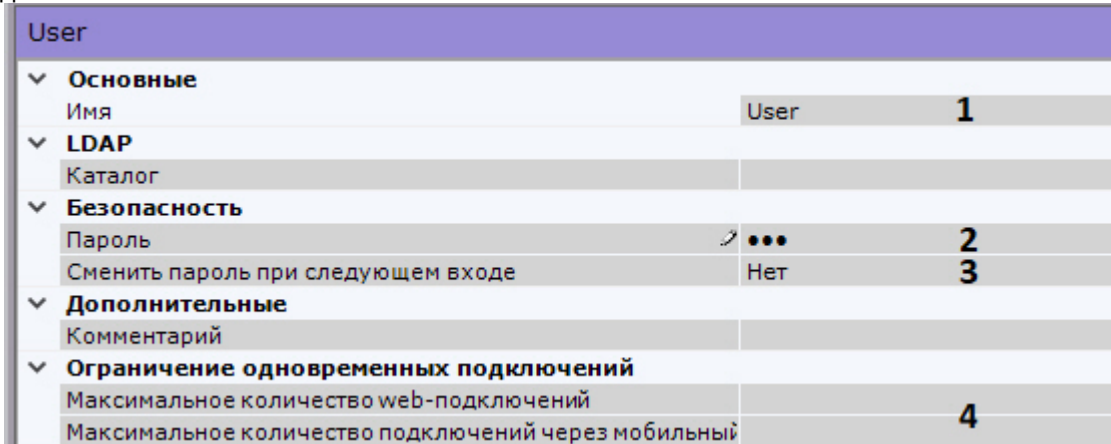 User
Основные
Имя User 1
LDAP
Каталог
Безопасность
Пароль ●●● 2
Сменить пароль при следующем входе Нет 3
Дополнительные
Комментарий
Ограничение одновременных подключений
Максимальное количество web-подключений
Максимальное количество подключений через мобильный 4